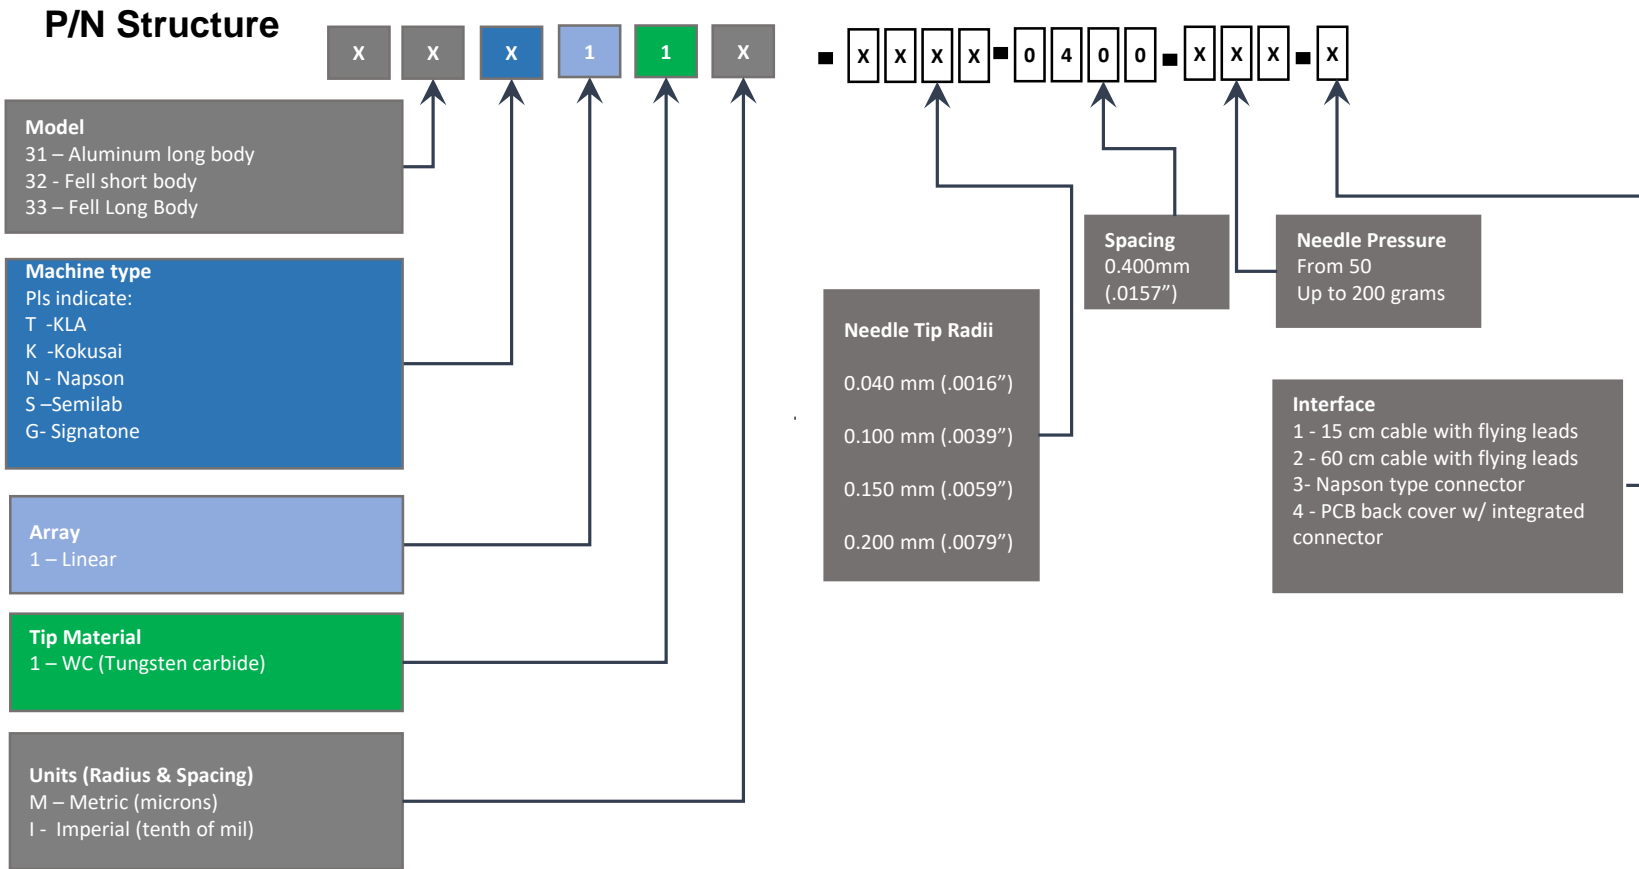 P/N Structure
X X X 1 1 X - X X X X - 0 4 0 0 - X X X - X
Model
31 – Aluminum long body
32 - Fell short body
33 – Fell Long Body
Machine type
Pls indicate:
T -KLA
K -Kokusai
N - Napson
S –Semilab
G- Signatone
Array
1 – Linear
Tip Material
1 – WC (Tungsten carbide)
Units (Radius & Spacing)
M – Metric (microns)
I - Imperial (tenth of mil)
Needle Tip Radii
0.040 mm (.0016”)
0.100 mm (.0039”)
0.150 mm (.0059”)
0.200 mm (.0079”)
Spacing
0.400mm
(.0157”)
Needle Pressure
From 50
Up to 200 grams
Interface
1 - 15 cm cable with flying leads
2 - 60 cm cable with flying leads
3- Napson type connector
4 - PCB back cover w/ integrated
connector